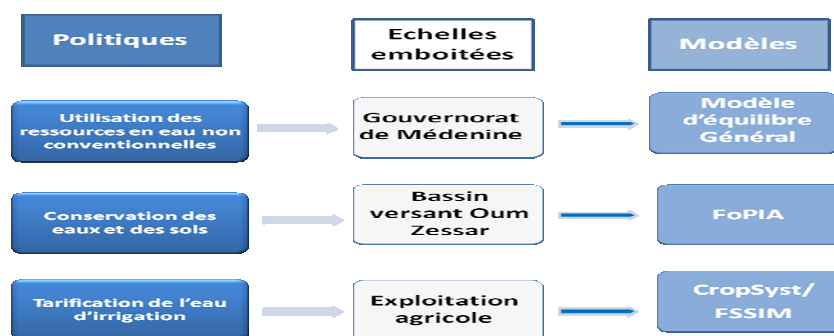 Politiques
Echelles
emboitées
Modèles
Utilisation des
ressources en eau non
conventionnelles
Gouvernorat
de Médenine
Modèle
d'équilibre
Général
Conservation des
eaux et des sols
Bassin
versant Oum
Zessar
FoPIA
Tarification de l'eau
d'irrigation
Exploitation
agricole
CropSyst/
FSSIM